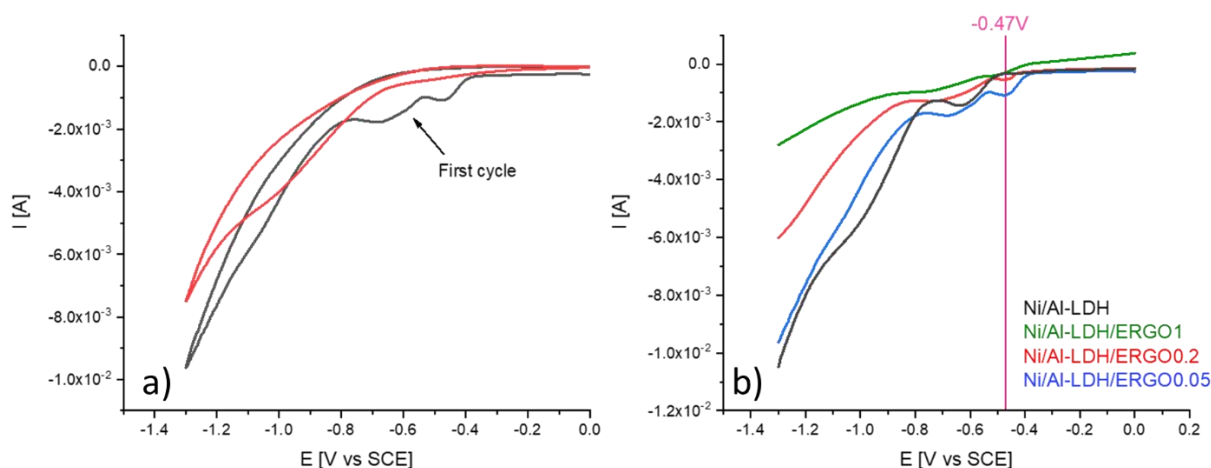 -0.47V
0.0
-2.0x10⁻³
-4.0x10⁻³
-6.0x10⁻³
-8.0x10⁻³
-1.0x10⁻²
I [A]
First cycle
a)
-1.4 -1.2 -1.0 -0.8 -0.6 -0.4 -0.2 0.0
E [V vs SCE]
0.0
-2.0x10⁻³
-4.0x10⁻³
-6.0x10⁻³
-8.0x10⁻³
-1.0x10⁻²
-1.2x10⁻²
I [A]
Ni/Al-LDH
Ni/Al-LDH/ERGO1
Ni/Al-LDH/ERGO0.2
Ni/Al-LDH/ERGO0.05
b)
-1.4 -1.2 -1.0 -0.8 -0.6 -0.4 -0.2 0.0 0.2
E [V vs SCE]